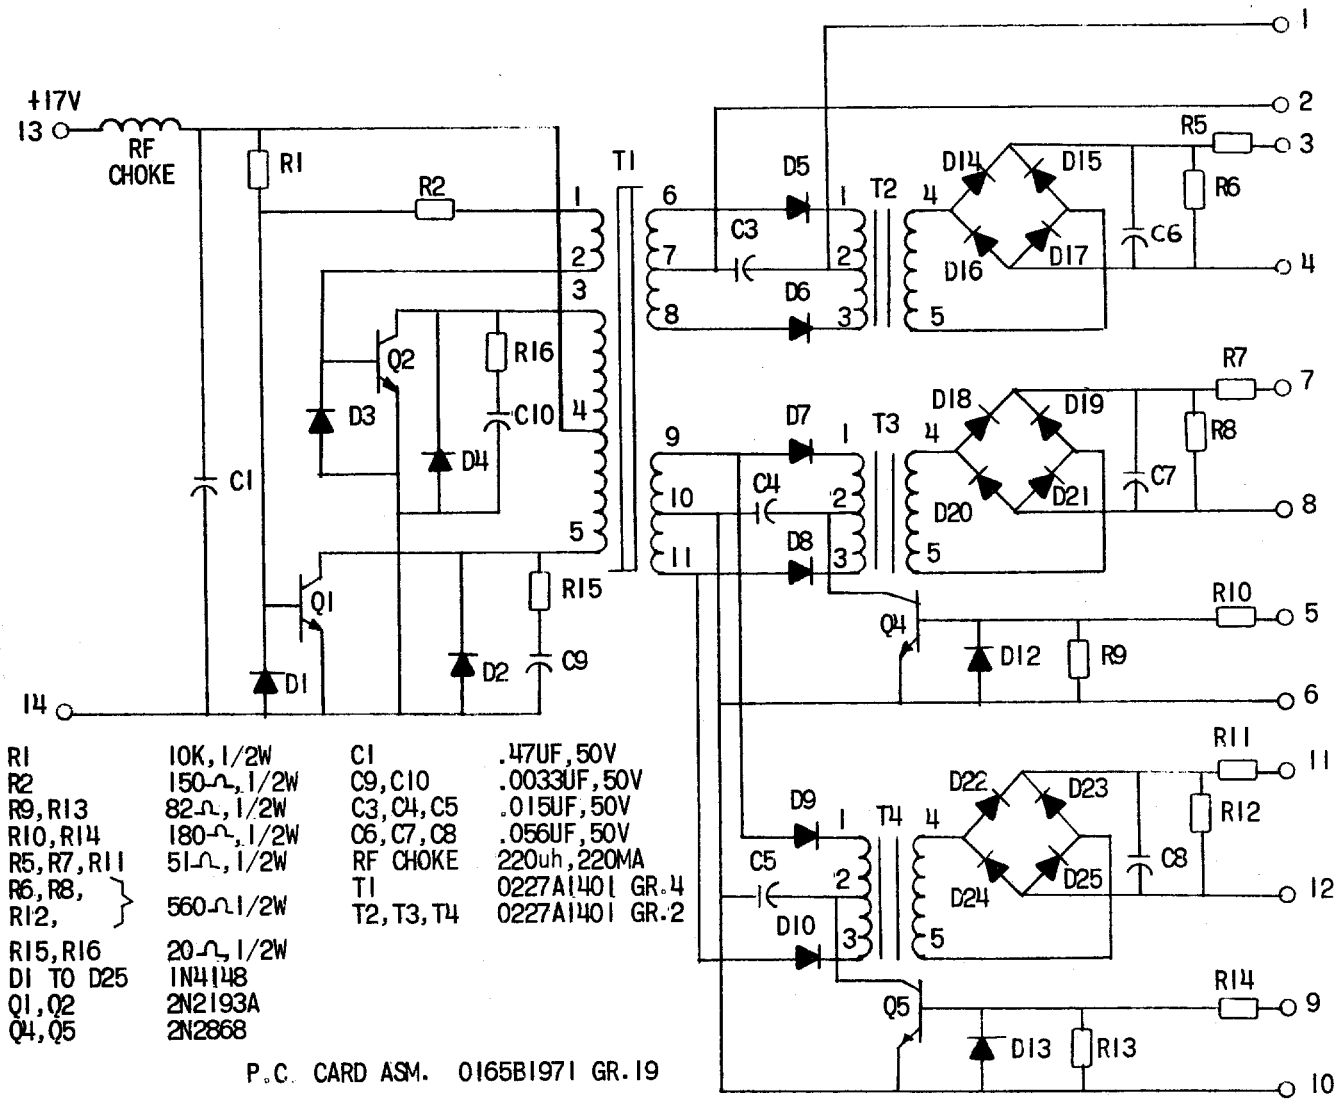 +17V
13
RF
CHOKE
R1
R2
T1
1
2
3
4
5
6
7
8
9
10
11
Q2
D3
D4
R16
C10
C1
Q1
D1
D2
R15
C9
14
D5
C3
D6
1
2
3
T2
4
5
D14
D15
D16
D17
C6
R6
R5
1
2
3
4
D7
C4
D8
1
2
3
T3
4
5
D18
D19
D20
D21
C7
R8
R7
7
8
Q4
D12
R9
R10
5
6
D9
C5
D10
1
2
3
T4
4
5
D22
D23
D24
D25
C8
R12
R11
11
12
Q5
D13
R13
R14
9
10
R1 10K, 1/2W C1 .47UF, 50V
R2 150Ω, 1/2W C9, C10 .0033UF, 50V
R9, R13 82Ω, 1/2W C3, C4, C5 .015UF, 50V
R10, R14 180Ω, 1/2W C6, C7, C8 .056UF, 50V
R5, R7, R11 51Ω, 1/2W RF CHOKE 220uh, 220MA
R6, R8, T1 0227A1401 GR.4
R12, } 560Ω 1/2W T2, T3, T4 0227A1401 GR.2
R15, R16 20Ω, 1/2W
D1 TO D25 1N4148
Q1, Q2 2N2193A
Q4, Q5 2N2868
P.C. CARD ASM. 0165B1971 GR.19